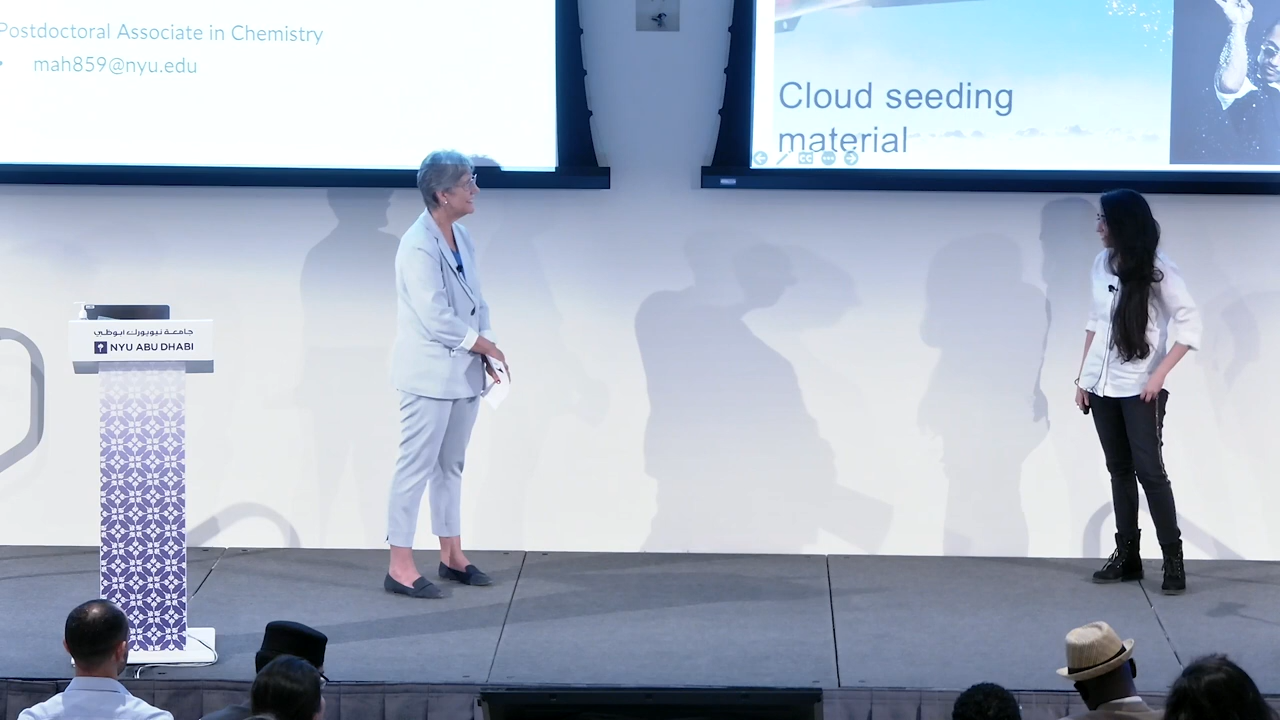 Postdoctoral Associate in Chemistry
• mah859@nyu.edu
Cloud seeding
material
جامعة نيويورك أبوظبي
NYU ABU DHABI